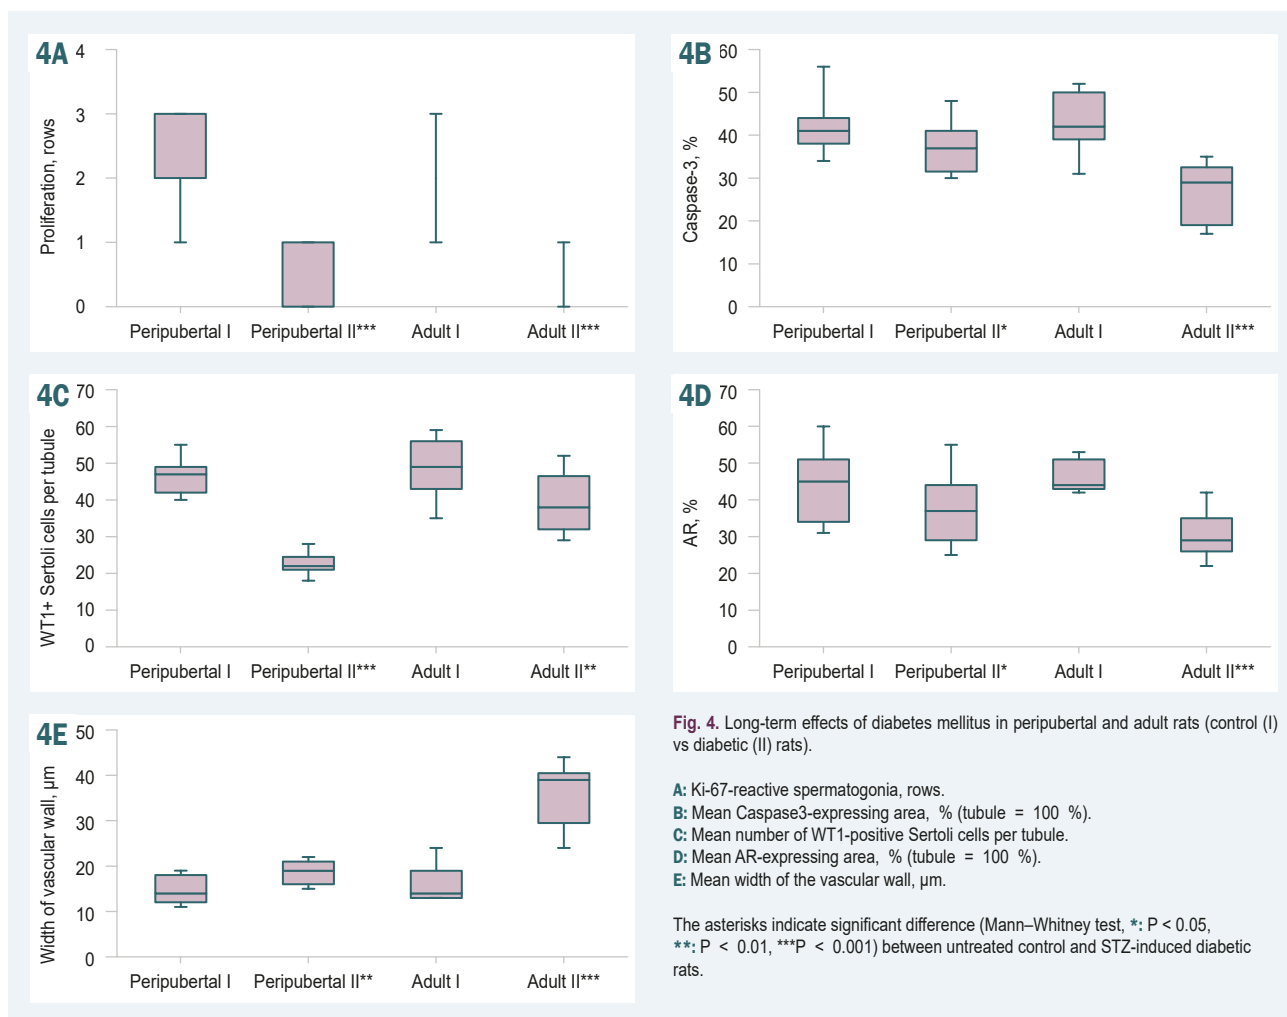 4A
4
3
2
1
0
Proliferation, rows
Peripubertal I
Peripubertal II***
Adult I
Adult II***
4B
60
50
40
30
20
10
0
Caspase-3, %
Peripubertal I
Peripubertal II*
Adult I
Adult II***
4C
70
60
50
40
30
20
10
0
WT1+ Sertoli cells per tubule
Peripubertal I
Peripubertal II***
Adult I
Adult II**
4D
70
60
50
40
30
20
10
0
AR, %
Peripubertal I
Peripubertal II*
Adult I
Adult II***
4E
50
40
30
20
10
0
Width of vascular wall, µm
Peripubertal I
Peripubertal II**
Adult I
Adult II***
Fig. 4. Long-term effects of diabetes mellitus in peripubertal and adult rats (control (I)
vs diabetic (II) rats).
A: Ki-67-reactive spermatogonia, rows.
B: Mean Caspase3-expressing area, % (tubule = 100 %).
C: Mean number of WT1-positive Sertoli cells per tubule.
D: Mean AR-expressing area, % (tubule = 100 %).
E: Mean width of the vascular wall, µm.
The asterisks indicate significant difference (Mann–Whitney test, *: P < 0.05,
**: P < 0.01, ***P < 0.001) between untreated control and STZ-induced diabetic
rats.